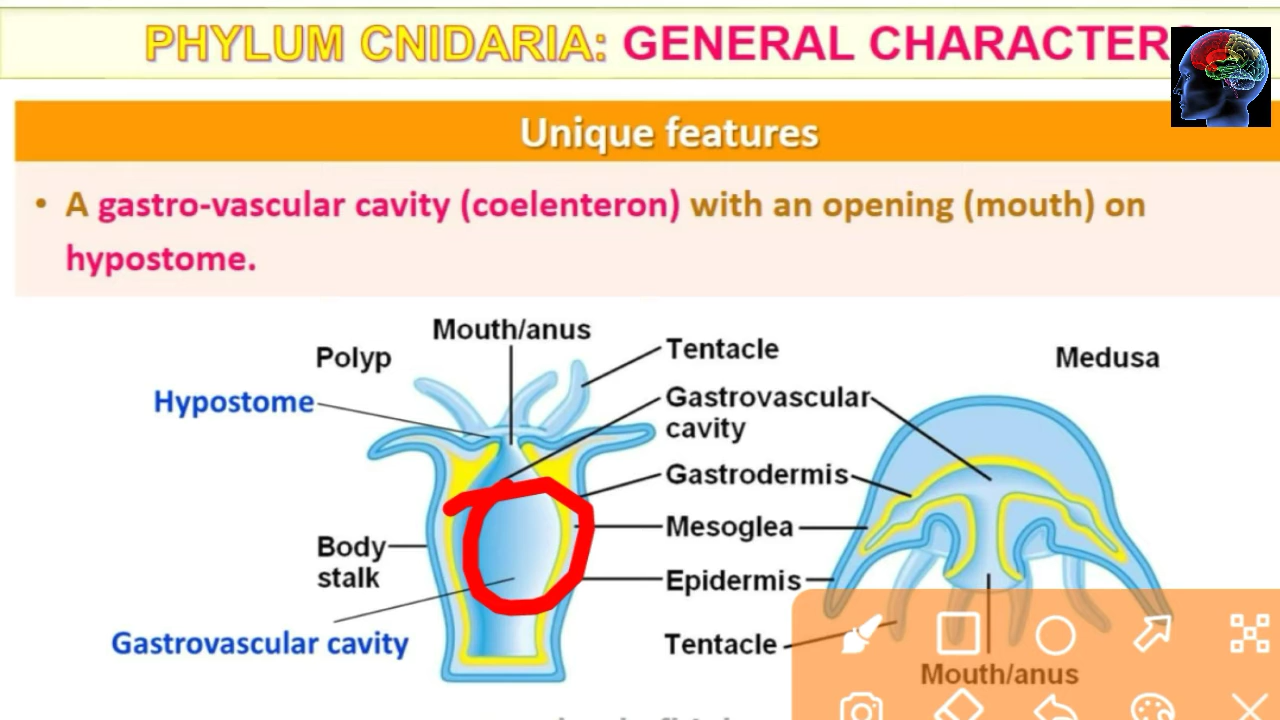 PHYLUM CNIDARIA: GENERAL CHARACTERS
Unique features
• A gastro-vascular cavity (coelenteron) with an opening (mouth) on
hypostome.
Mouth/anus
Polyp
Tentacle
Medusa
Hypostome
Gastrovascular
cavity
Gastrodermis
Mesoglea
Body
stalk
Epidermis
Gastrovascular cavity
Tentacle
Mouth/anus